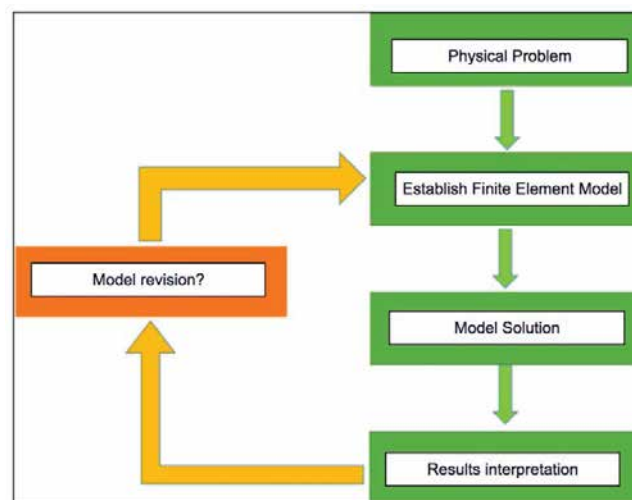 Physical Problem
Establish Finite Element Model
Model revision?
Model Solution
Results interpretation